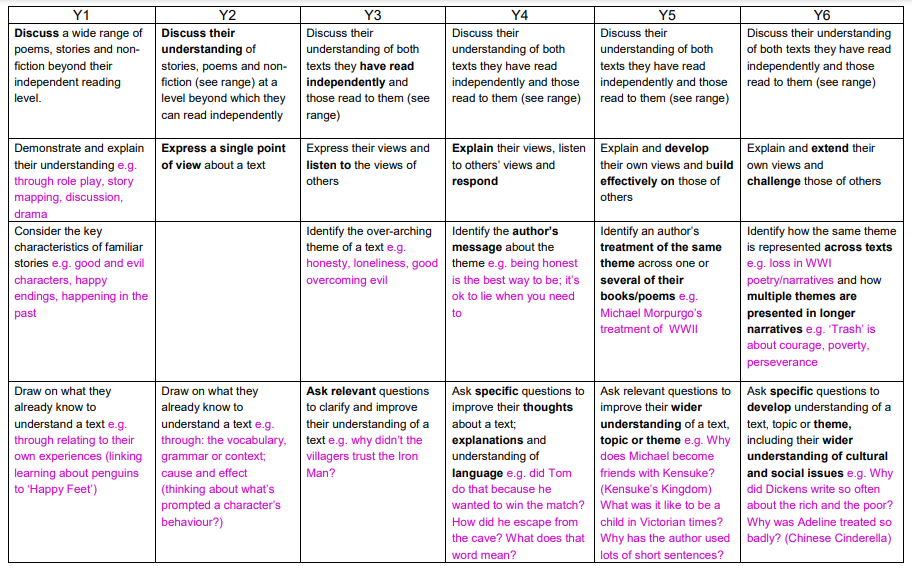 Y1
Y2
Y3
Y4
Y5
Y6
Discuss a wide range of
poems, stories and non-
fiction beyond their
independent reading
level.
Discuss their
understanding of
stories, poems and non-
fiction (see range) at a
level beyond which they
can read independently
Discuss their
understanding of both
texts they have read
independently and
those read to them (see
range)
Discuss their
understanding of both
texts they have read
independently and those
read to them (see range)
Discuss their
understanding of both
texts they have read
independently and those
read to them (see range)
Discuss their understanding
of both texts they have read
independently and those
read to them (see range)
Demonstrate and explain
their understanding e.g.
through role play, story
mapping, discussion,
drama
Express a single point
of view about a text
Express their views and
listen to the views of
others
Explain their views, listen
to others' views and
respond
Explain and develop
their own views and build
effectively on those of
others
Explain and extend their
own views and
challenge those of others
Consider the key
characteristics of familiar
stories e.g. good and evil
characters, happy
endings, happening in the
past
Identify the over-arching
theme of a text e.g.
honesty, loneliness, good
overcoming evil
Identify the author's
message about the
theme e.g. being honest
is the best way to be; it's
ok to lie when you need
to
Identify an author's
treatment of the same
theme across one or
several of their
books/poems e.g.
Michael Morpurgo's
treatment of WWII
Identify how the same theme
is represented across texts
e.g. loss in WWI
poetry/narratives and how
multiple themes are
presented in longer
narratives e.g. 'Trash' is
about courage, poverty,
perseverance
Draw on what they
already know to
understand a text e.g.
through relating to their
own experiences (linking
learning about penguins
to 'Happy Feet')
Draw on what they
already know to
understand a text e.g.
through: the vocabulary,
grammar or context;
cause and effect
(thinking about what's
prompted a character's
behaviour?)
Ask relevant questions
to clarify and improve
their understanding of a
text e.g. why didn't the
villagers trust the Iron
Man?
Ask specific questions to
improve their thoughts
about a text;
explanations and
understanding of
language e.g. did Tom
do that because he
wanted to win the match?
How did he escape from
the cave? What does that
word mean?
Ask relevant questions to
improve their wider
understanding of a text,
topic or theme e.g. Why
does Michael become
friends with Kensuke?
(Kensuke's Kingdom)
What was it like to be a
child in Victorian times?
Why has the author used
lots of short sentences?
Ask specific questions to
develop understanding of a
text, topic or theme,
including their wider
understanding of cultural
and social issues e.g. Why
did Dickens write so often
about the rich and the poor?
Why was Adeline treated so
badly? (Chinese Cinderella)